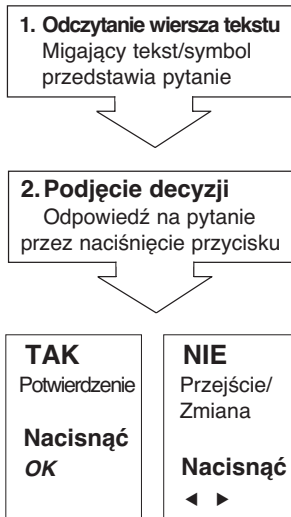 1. Odczytanie wiersza tekstu
Migający tekst/symbol
przedstawia pytanie
2. Podjęcie decyzji
Odpowiedź na pytanie
przez naciśnięcie przycisku
TAK
Potwierdzenie
Nacisnąć
OK
NIE
Przejście/
Zmiana
Nacisnąć
◄ ►